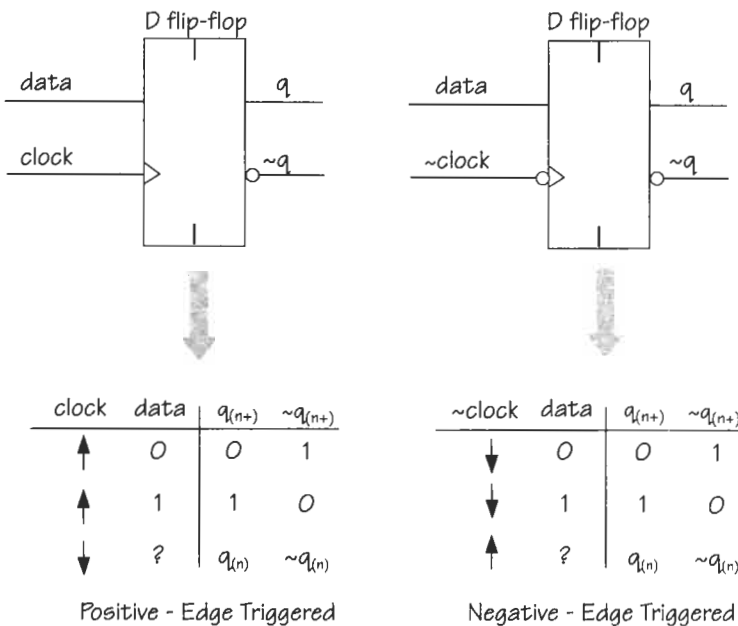 D flip-flop
data
q
clock
~q
D flip-flop
data
q
~clock
~q
clock data q(n+) ~q(n+)
↑ 0 0 1
↑ 1 1 0
↓ ? q(n) ~q(n)
Positive - Edge Triggered
~clock data q(n+) ~q(n+)
↓ 0 0 1
↓ 1 1 0
↑ ? q(n) ~q(n)
Negative - Edge Triggered